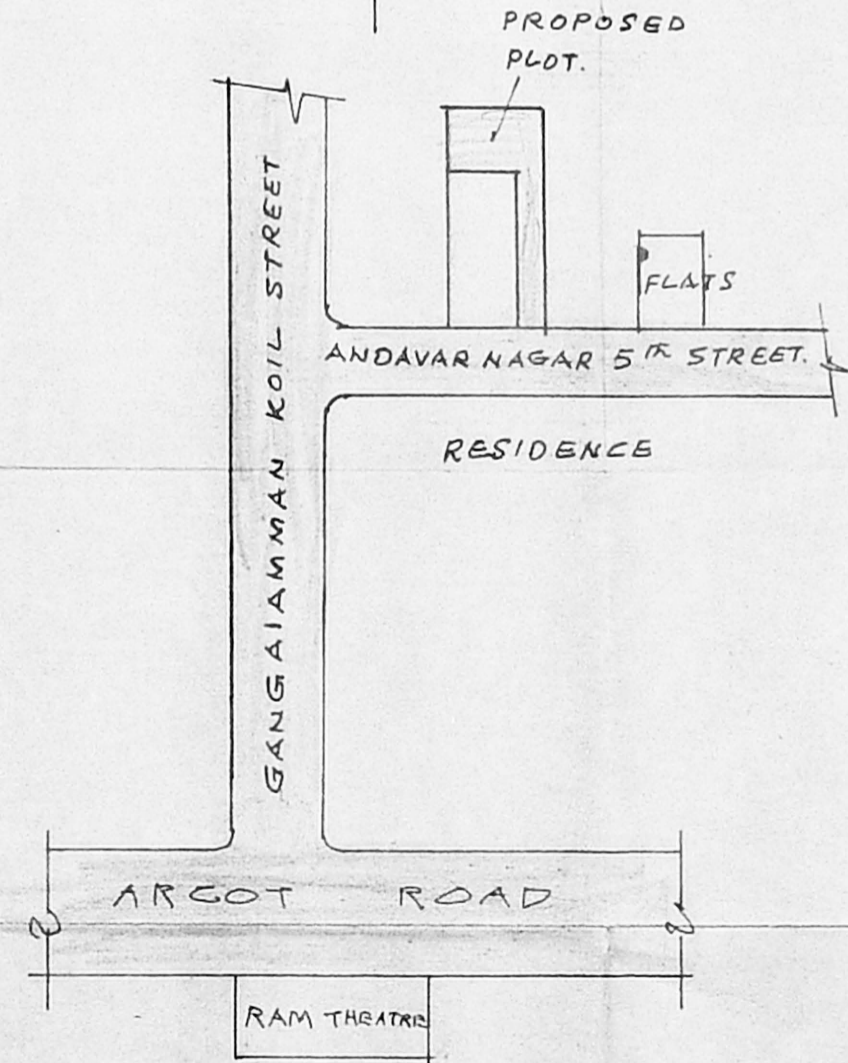 PROPOSED
PLOT.
GANGAIAMMAN KOIL STREET
FLATS
ANDAVAR NAGAR 5TH STREET.
RESIDENCE
ARCOT ROAD
RAM THEATRE